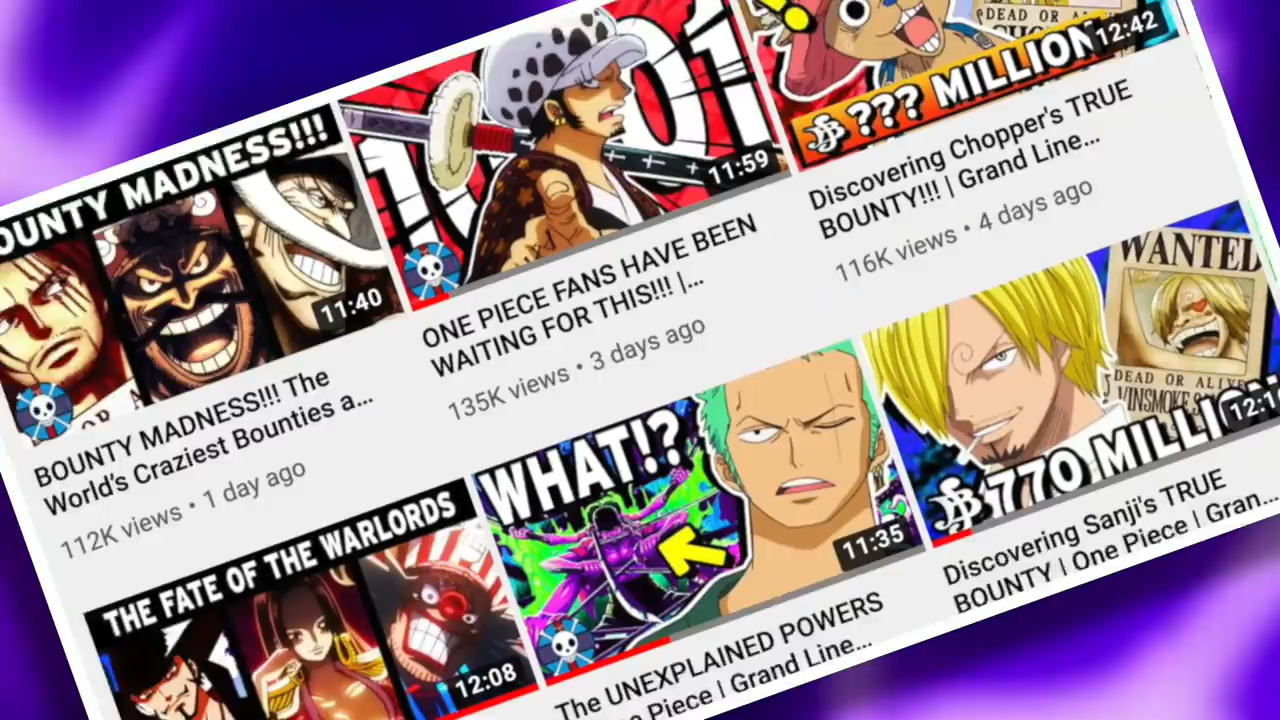 OUNTY MADNESS!!!
11:40
BOUNTY MADNESS!!! The
World's Craziest Bounties a...
112K views • 1 day ago
11:59
ONE PIECE FANS HAVE BEEN
WAITING FOR THIS!!! |...
135K views • 3 days ago
DEAD OR
??? MILLION
12:42
Discovering Chopper's TRUE
BOUNTY!!! | Grand Line...
116K views • 4 days ago
THE FATE OF THE WARLORDS
12:08
WHAT!?
11:35
The UNEXPLAINED POWERS
Piece | Grand Line...
WANTED
DEAD OR ALIVE
VINSMOKE
770 MILLION
Discovering Sanji's TRUE
BOUNTY | One Piece | Gran...